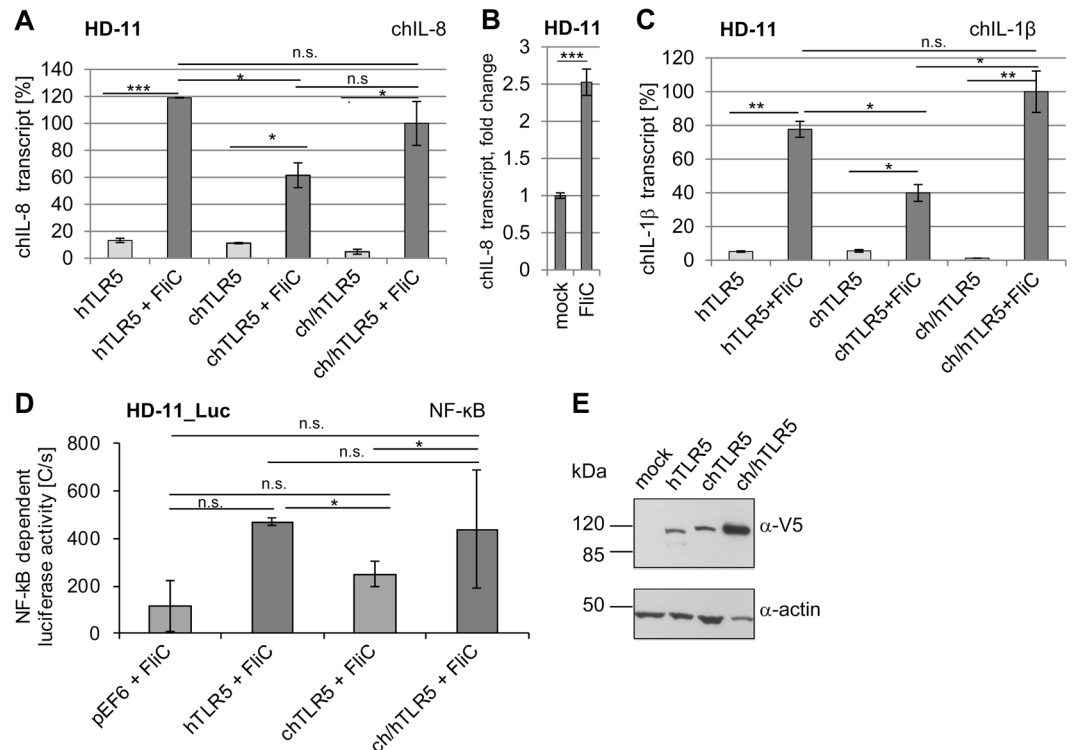 A
HD-11
chIL-8
n.s.
*
n.s
***
*
*
140
120
100
80
60
40
20
0
chIL-8 transcript [%]
hTLR5
hTLR5 + FliC
chTLR5
chTLR5 + FliC
ch/hTLR5
ch/hTLR5 + FliC
B
HD-11
***
3
2.5
2
1.5
1
0.5
0
chIL-8 transcript, fold change
mock
FliC
C
HD-11
chIL-1β
n.s.
*
**
**
*
*
120
100
80
60
40
20
0
chIL-1β transcript [%]
hTLR5
hTLR5+FliC
chTLR5
chTLR5+FliC
ch/hTLR5
ch/hTLR5+FliC
D
HD-11_Luc
NF-κB
n.s.
*
n.s.
n.s.
n.s.
*
800
600
400
200
0
NF-kB dependent
luciferase activity [C/s]
pEF6 + FliC
hTLR5 + FliC
chTLR5 + FliC
ch/hTLR5 + FliC
E
kDa
mock
hTLR5
chTLR5
ch/hTLR5
120
85
α-V5
50
α-actin